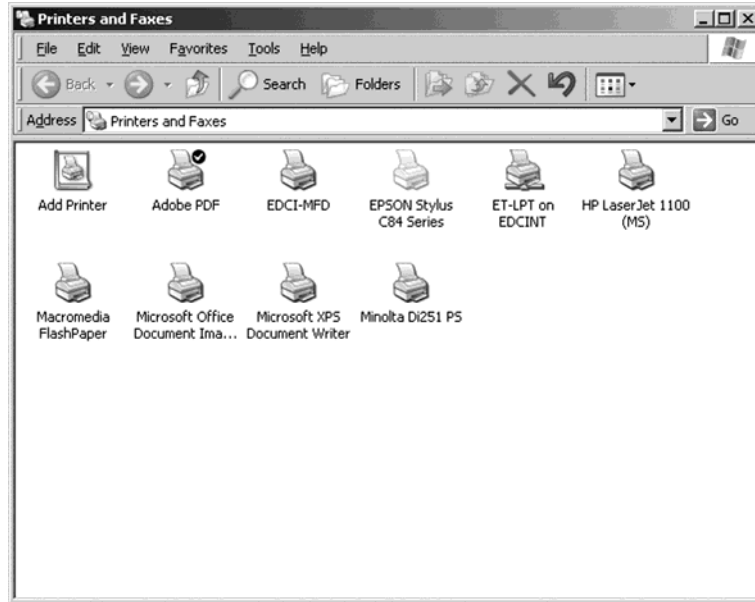 Printers and Faxes
File Edit View Favorites Tools Help
Back Search Folders
Address Printers and Faxes Go
Add Printer Adobe PDF EDCI-MFD EPSON Stylus ET-LPT on HP LaserJet 1100
C84 Series EDCINT (MS)
Macromedia Microsoft Office Microsoft XPS Minolta Di251 PS
FlashPaper Document Ima... Document Writer